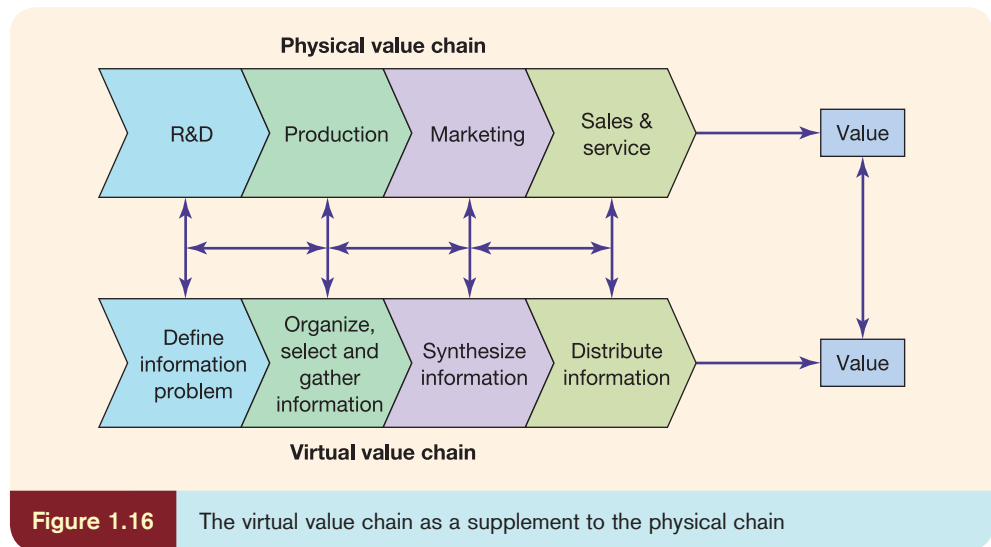 Physical value chain
R&D
Production
Marketing
Sales &
service
Value
Define
information
problem
Organize,
select and
gather
information
Synthesize
information
Distribute
information
Value
Virtual value chain
Figure 1.16
The virtual value chain as a supplement to the physical chain